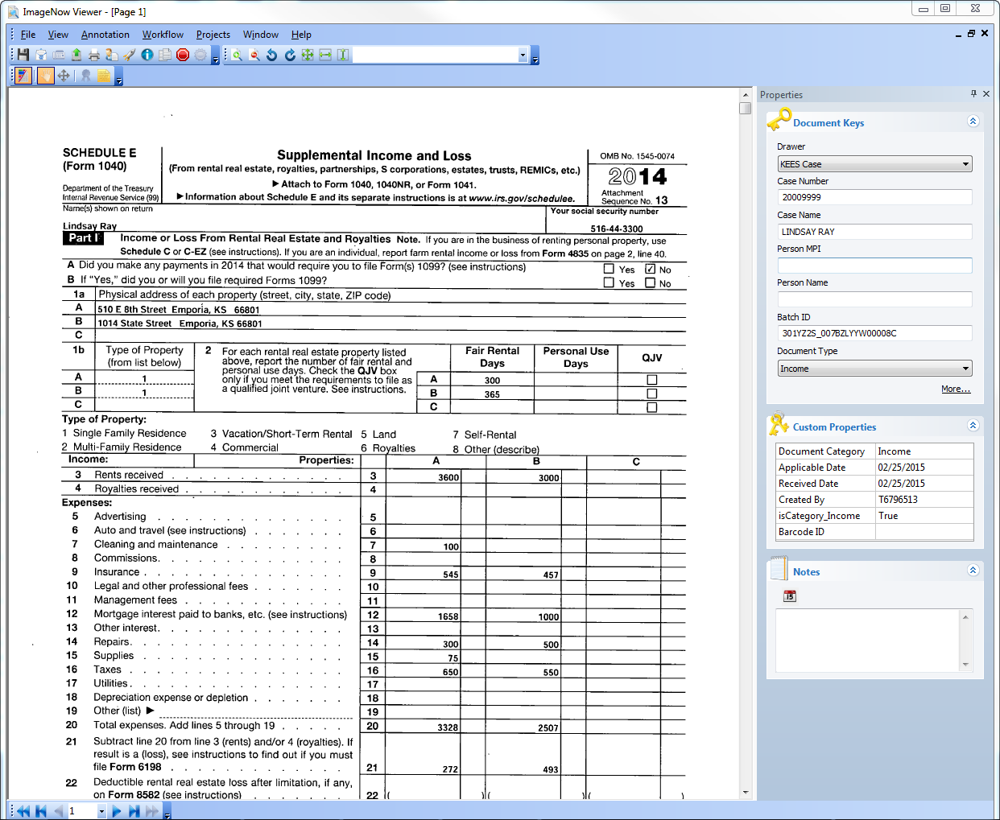 ImageNow Viewer - [Page 1]
File View Annotation Workflow Projects Window Help
SCHEDULE E
(Form 1040)
Department of the Treasury
Internal Revenue Service (99)
Supplemental Income and Loss
(From rental real estate, royalties, partnerships, S corporations, estates, trusts, REMICs, etc.)
▶ Attach to Form 1040, 1040NR, or Form 1041.
▶ Information about Schedule E and its separate instructions is at www.irs.gov/schedulee.
OMB No. 1545-0074
2014
Attachment
Sequence No. 13
Name(s) shown on return
Your social security number
Lindsay Ray
516-44-3300
Part I Income or Loss From Rental Real Estate and Royalties Note. If you are in the business of renting personal property, use
Schedule C or C-EZ (see instructions). If you are an individual, report farm rental income or loss from Form 4835 on page 2, line 40.
A Did you make any payments in 2014 that would require you to file Form(s) 1099? (see instructions) Yes ✓ No
B If "Yes," did you or will you file required Forms 1099? Yes No
1a Physical address of each property (street, city, state, ZIP code)
A 510 E 8th Street Emporia, KS 66801
B 1014 State Street Emporia, KS 66801
C
1b Type of Property
(from list below)
A 1
B 1
C
2 For each rental real estate property listed
above, report the number of fair rental and
personal use days. Check the QJV box
only if you meet the requirements to file as
a qualified joint venture. See instructions.
Fair Rental
Days
Personal Use
Days
QJV
A 300
B 365
C
Type of Property:
1 Single Family Residence 3 Vacation/Short-Term Rental 5 Land 7 Self-Rental
2 Multi-Family Residence 4 Commercial 6 Royalties 8 Other (describe)
Income: Properties: A B C
3 Rents received . . . . . . . . . . . . . 3 3600 3000
4 Royalties received . . . . . . . . . . . . 4
Expenses:
5 Advertising . . . . . . . . . . . . . . 5
6 Auto and travel (see instructions) . . . . . . . 6
7 Cleaning and maintenance . . . . . . . . . 7 100
8 Commissions. . . . . . . . . . . . . . 8
9 Insurance . . . . . . . . . . . . . . . 9 545 457
10 Legal and other professional fees . . . . . . . 10
11 Management fees . . . . . . . . . . . . 11
12 Mortgage interest paid to banks, etc. (see instructions) 12 1658 1000
13 Other interest. . . . . . . . . . . . . . 13
14 Repairs. . . . . . . . . . . . . . . . 14 300 500
15 Supplies . . . . . . . . . . . . . . . 15 75
16 Taxes . . . . . . . . . . . . . . . . 16 650 550
17 Utilities. . . . . . . . . . . . . . . . 17
18 Depreciation expense or depletion . . . . . . . 18
19 Other (list) ▶ 19
20 Total expenses. Add lines 5 through 19 . . . . . 20 3328 2507
21 Subtract line 20 from line 3 (rents) and/or 4 (royalties). If
result is a (loss), see instructions to find out if you must
file Form 6198 . . . . . . . . . . . . . 21 272 493
22 Deductible rental real estate loss after limitation, if any,
on Form 8582 (see instructions) . . . . . . . 22 ( )( )( )
1
Properties
Document Keys
Drawer
KEES Case
Case Number
20009999
Case Name
LINDSAY RAY
Person MPI
Person Name
Batch ID
301YZ2S_007BZLYYW00008C
Document Type
Income
More...
Custom Properties
Document Category Income
Applicable Date 02/25/2015
Received Date 02/25/2015
Created By T6796513
isCategory_Income True
Barcode ID
Notes
15